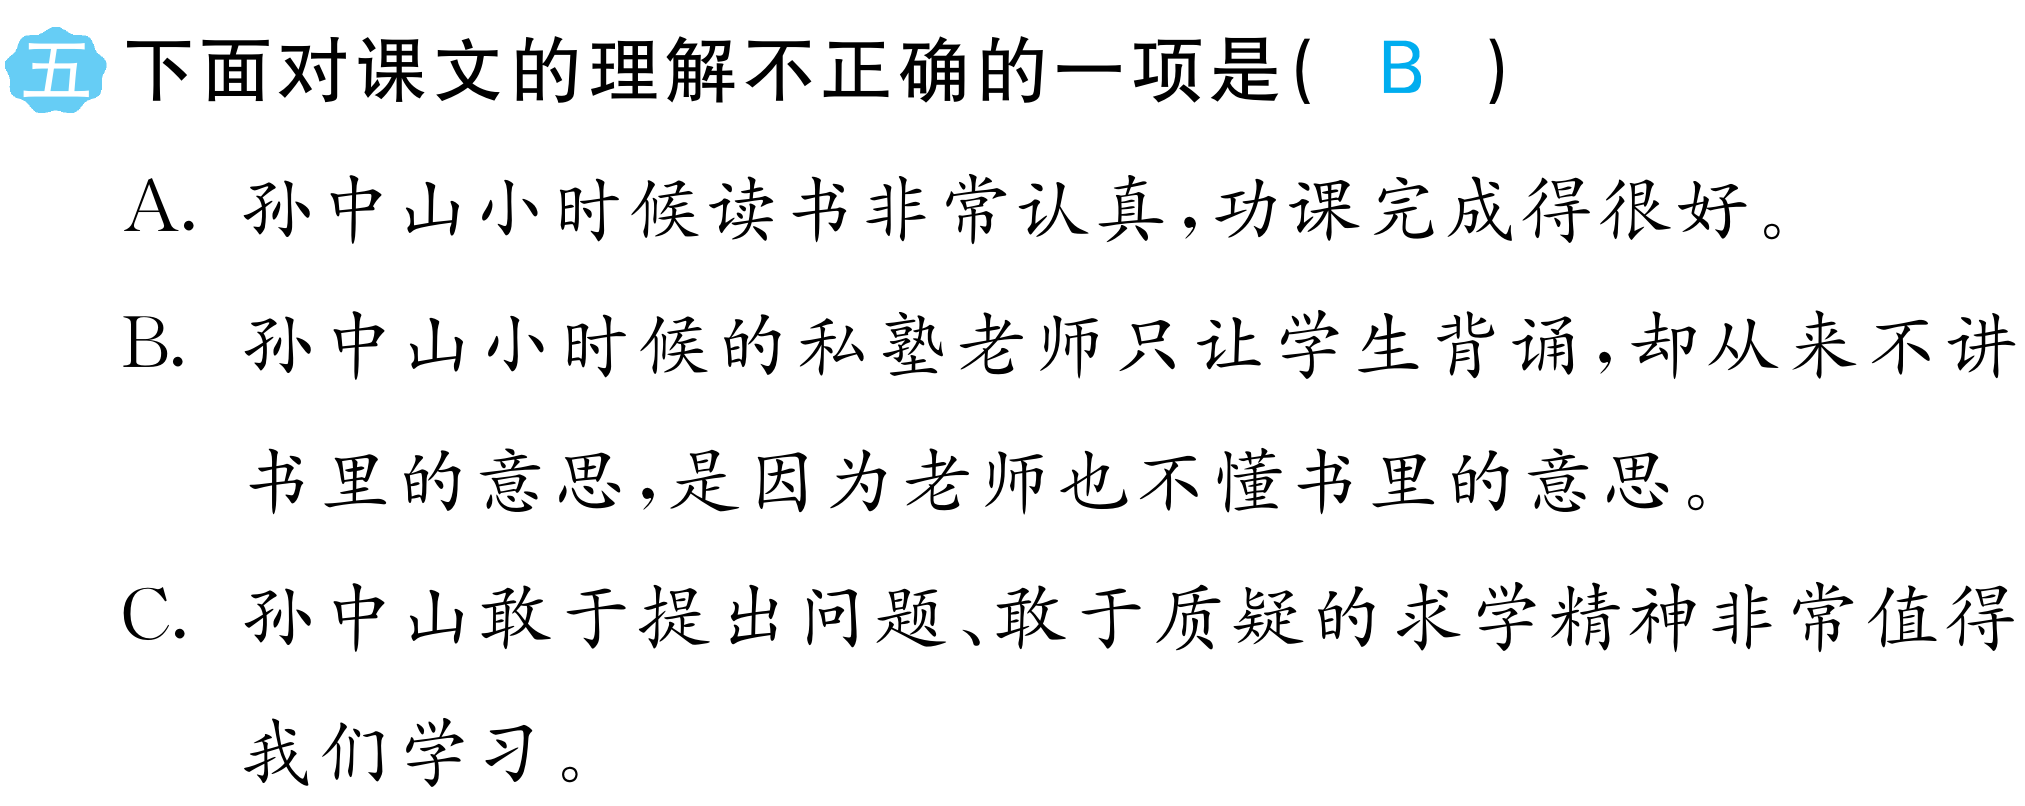 五 下面对课文的理解不正确的一项是( B )
A. 孙中山小时候读书非常认真,功课完成得很好。
B. 孙中山小时候的私塾老师只让学生背诵,却从来不讲
书里的意思,是因为老师也不懂书里的意思。
C. 孙中山敢于提出问题、敢于质疑的求学精神非常值得
我们学习。